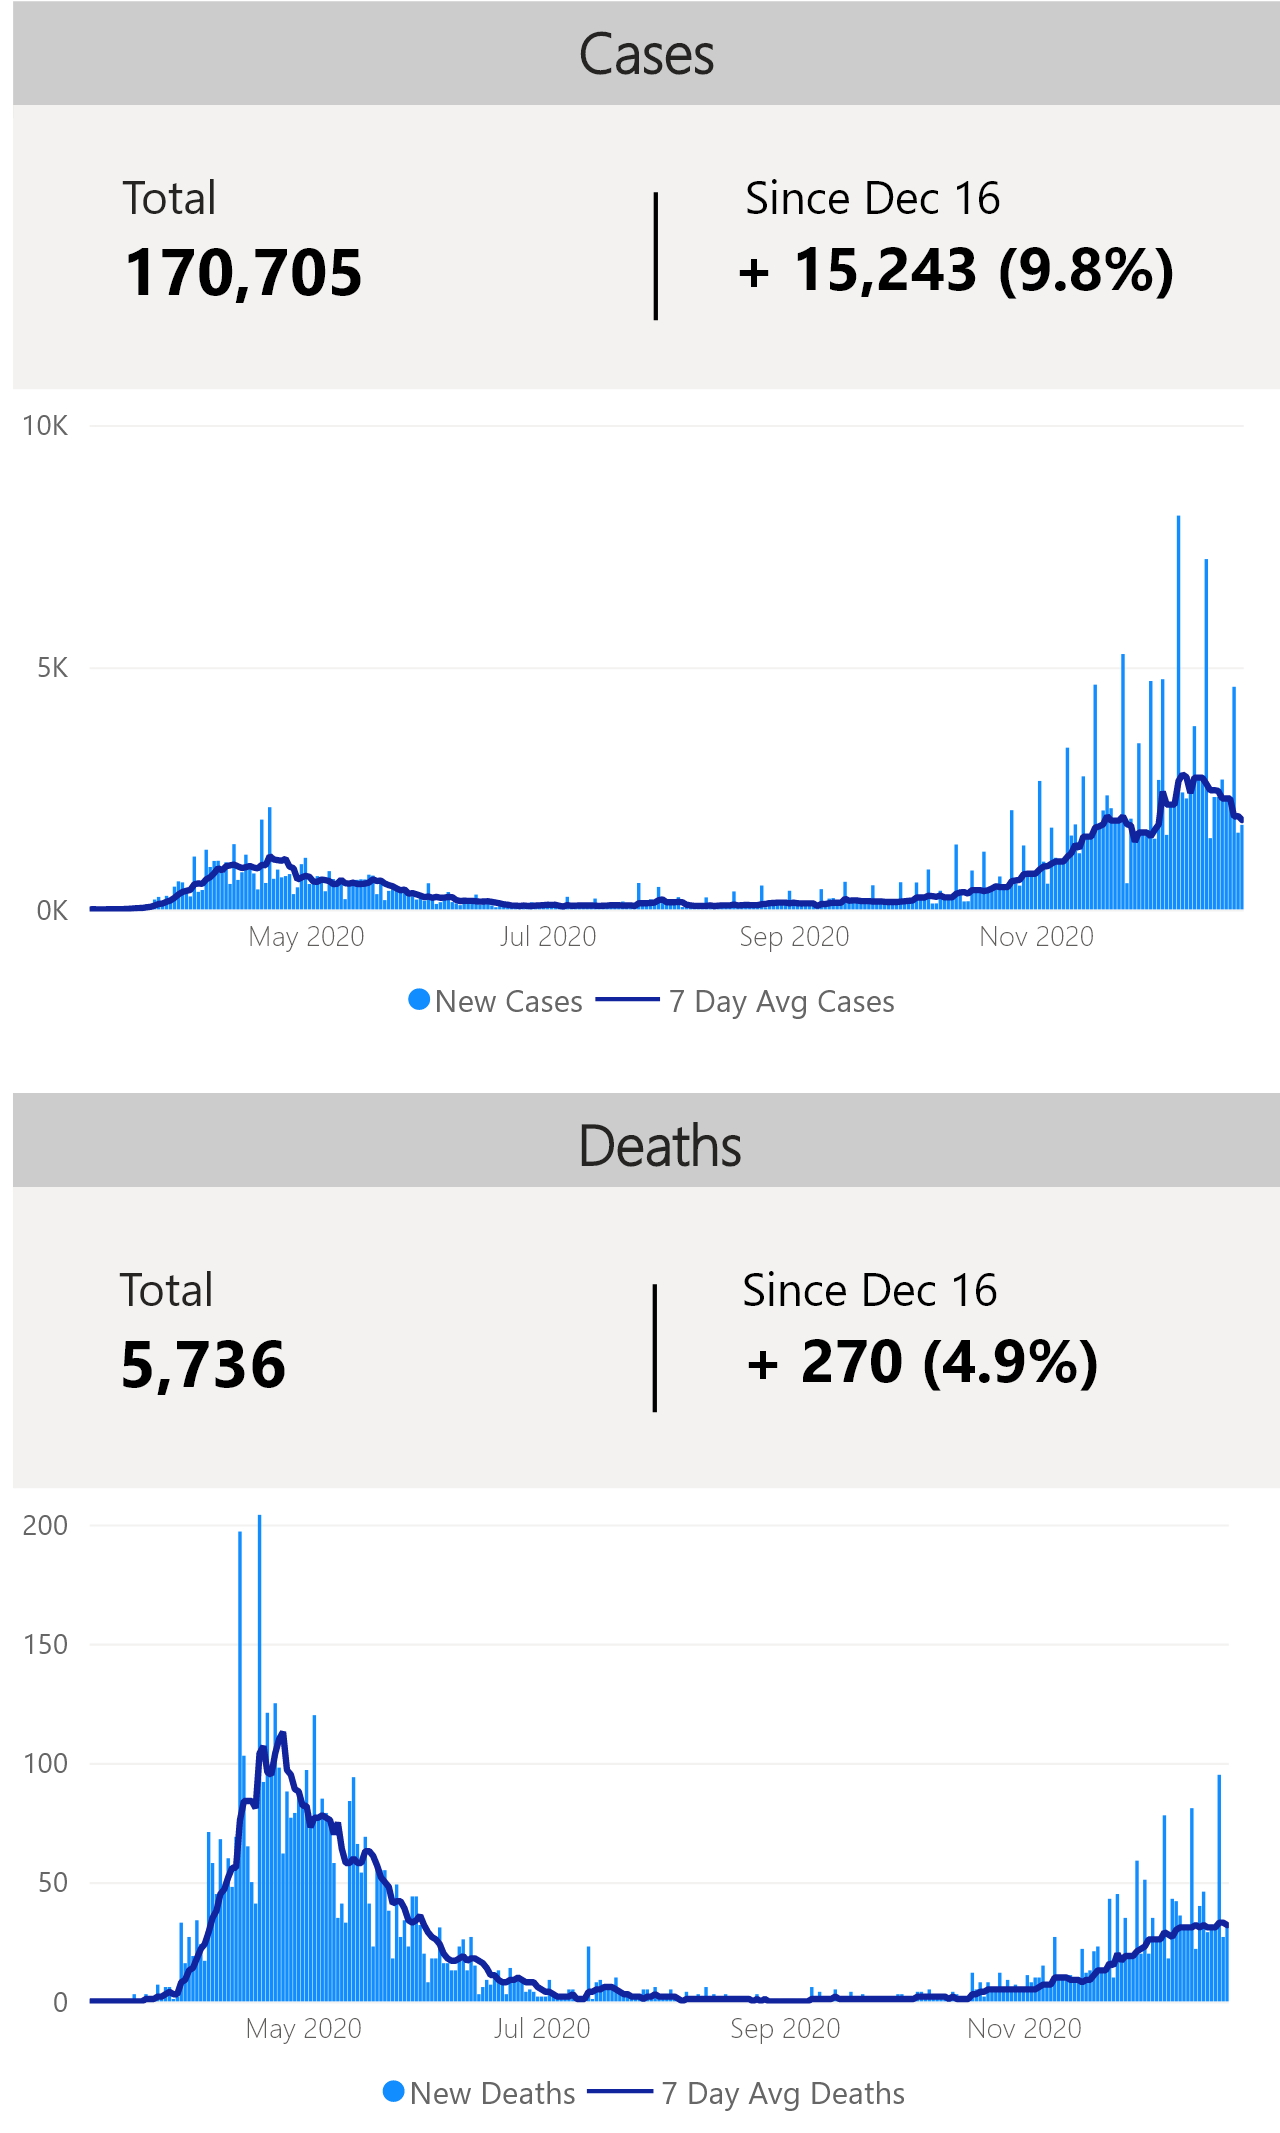 Cases
Total
Since Dec 16
170,705
+ 15,243 (9.8%)
10K
5K
0K
May 2020
Jul 2020
Sep 2020
Nov 2020
New Cases
7 Day Avg Cases
Deaths
Total
Since Dec 16
5,736
+ 270 (4.9%)
200
150
100
50
0
May 2020
Jul 2020
Sep 2020
Nov 2020
New Deaths
7 Day Avg Deaths